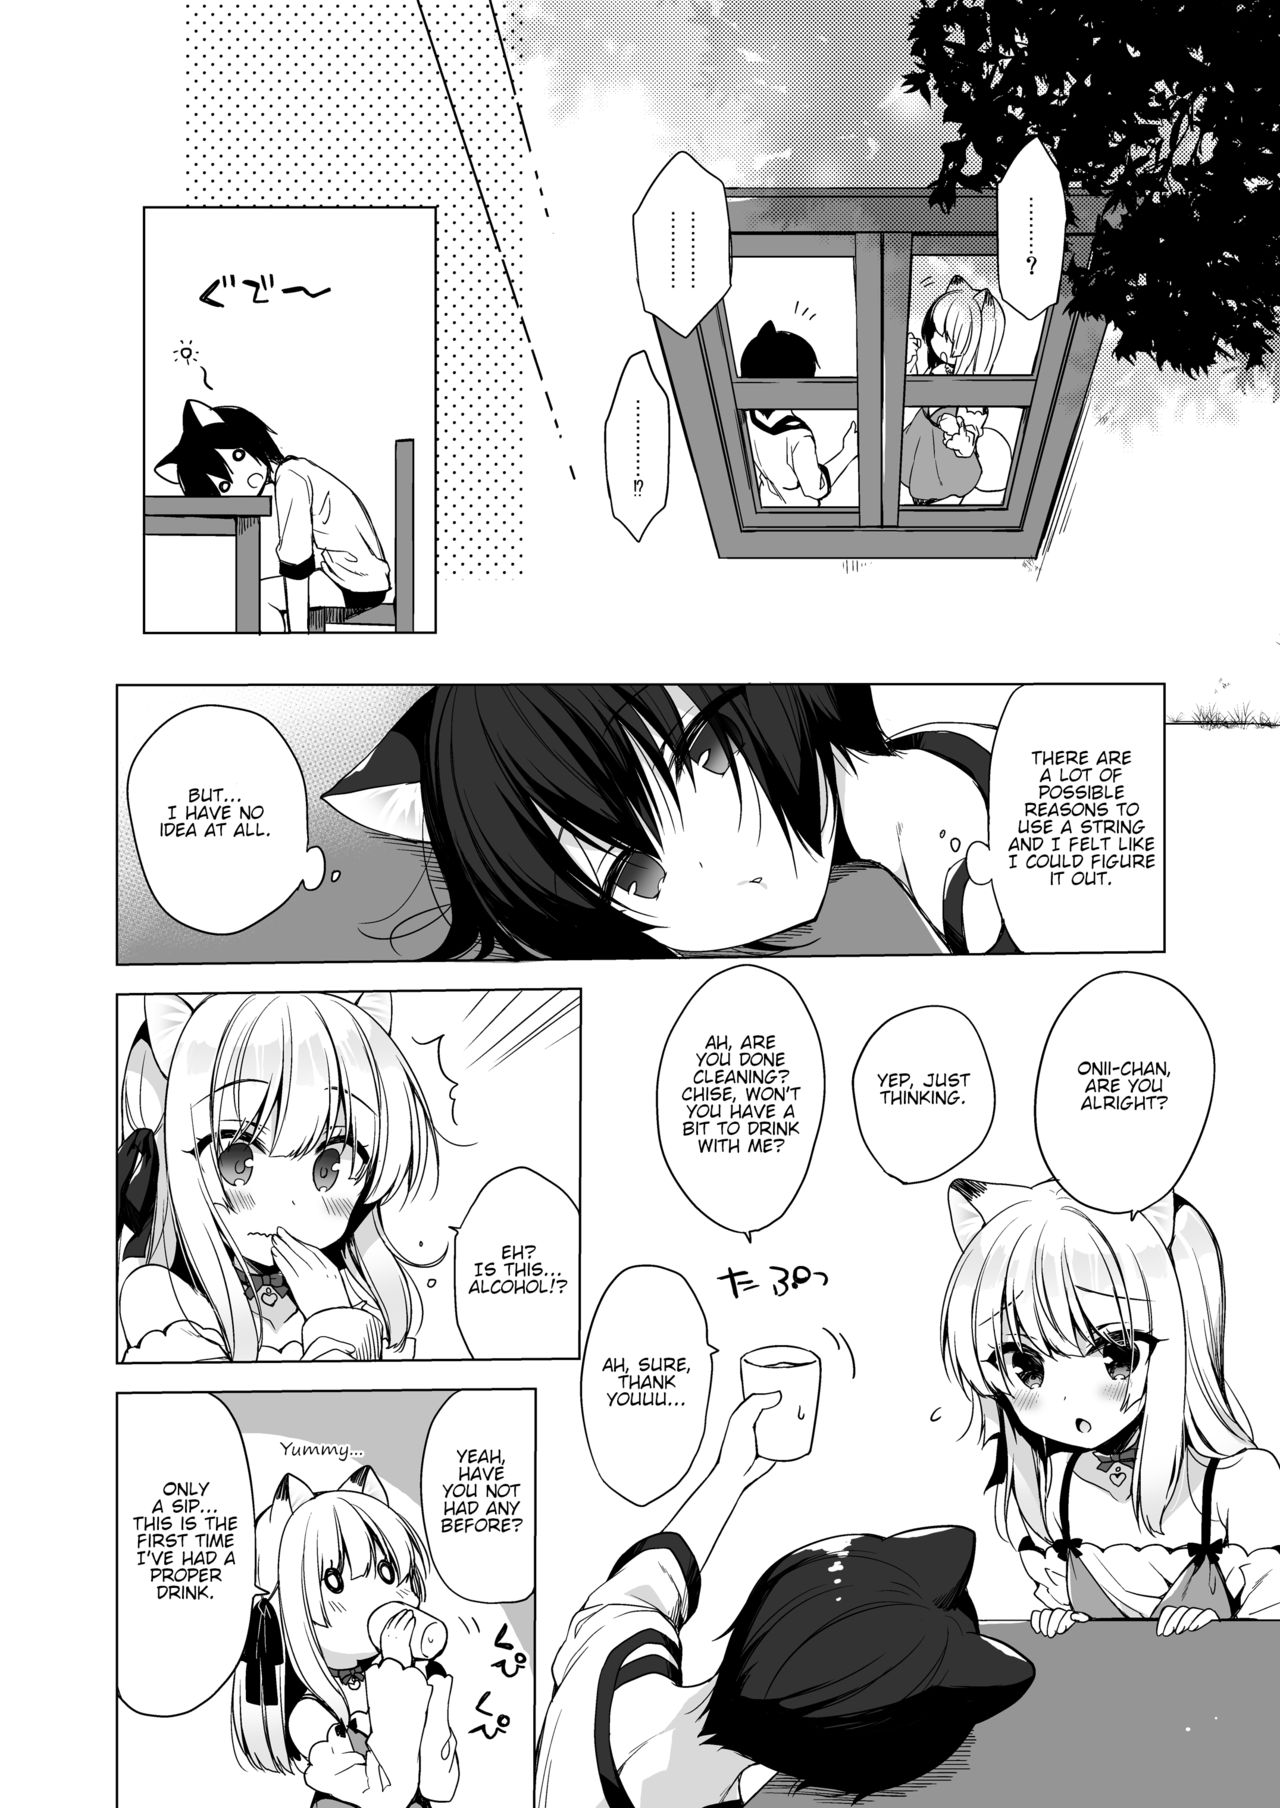 ………?
…………
…………!?
ぐで〜
THERE ARE
A LOT OF
POSSIBLE
REASONS TO
USE A STRING
AND I FELT LIKE
I COULD FIGURE
IT OUT.
BUT...
I HAVE NO
IDEA AT ALL.
ONII-CHAN,
ARE YOU
ALRIGHT?
YEP, JUST
THINKING.
AH, ARE
YOU DONE
CLEANING?
CHISE, WON'T
YOU HAVE A
BIT TO DRINK
WITH ME?
たぷっ
AH, SURE,
THANK
YOUUU...
EH?
IS THIS...
ALCOHOL!?
YEAH,
HAVE
YOU NOT
HAD ANY
BEFORE?
Yummy...
ONLY
A SIP...
THIS IS THE
FIRST TIME
I'VE HAD A
PROPER
DRINK.
くぴ
くぴ